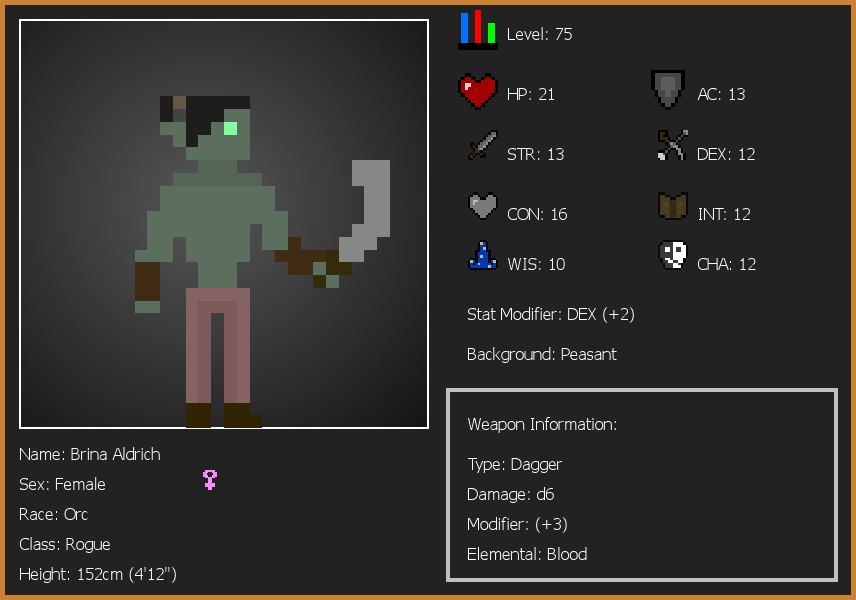 Level: 75
HP: 21
AC: 13
STR: 13
DEX: 12
CON: 16
INT: 12
WIS: 10
CHA: 12
Stat Modifier: DEX (+2)
Background: Peasant
Weapon Information:
Type: Dagger
Damage: d6
Modifier: (+3)
Elemental: Blood
Name: Brina Aldrich
Sex: Female
Race: Orc
Class: Rogue
Height: 152cm (4'12")